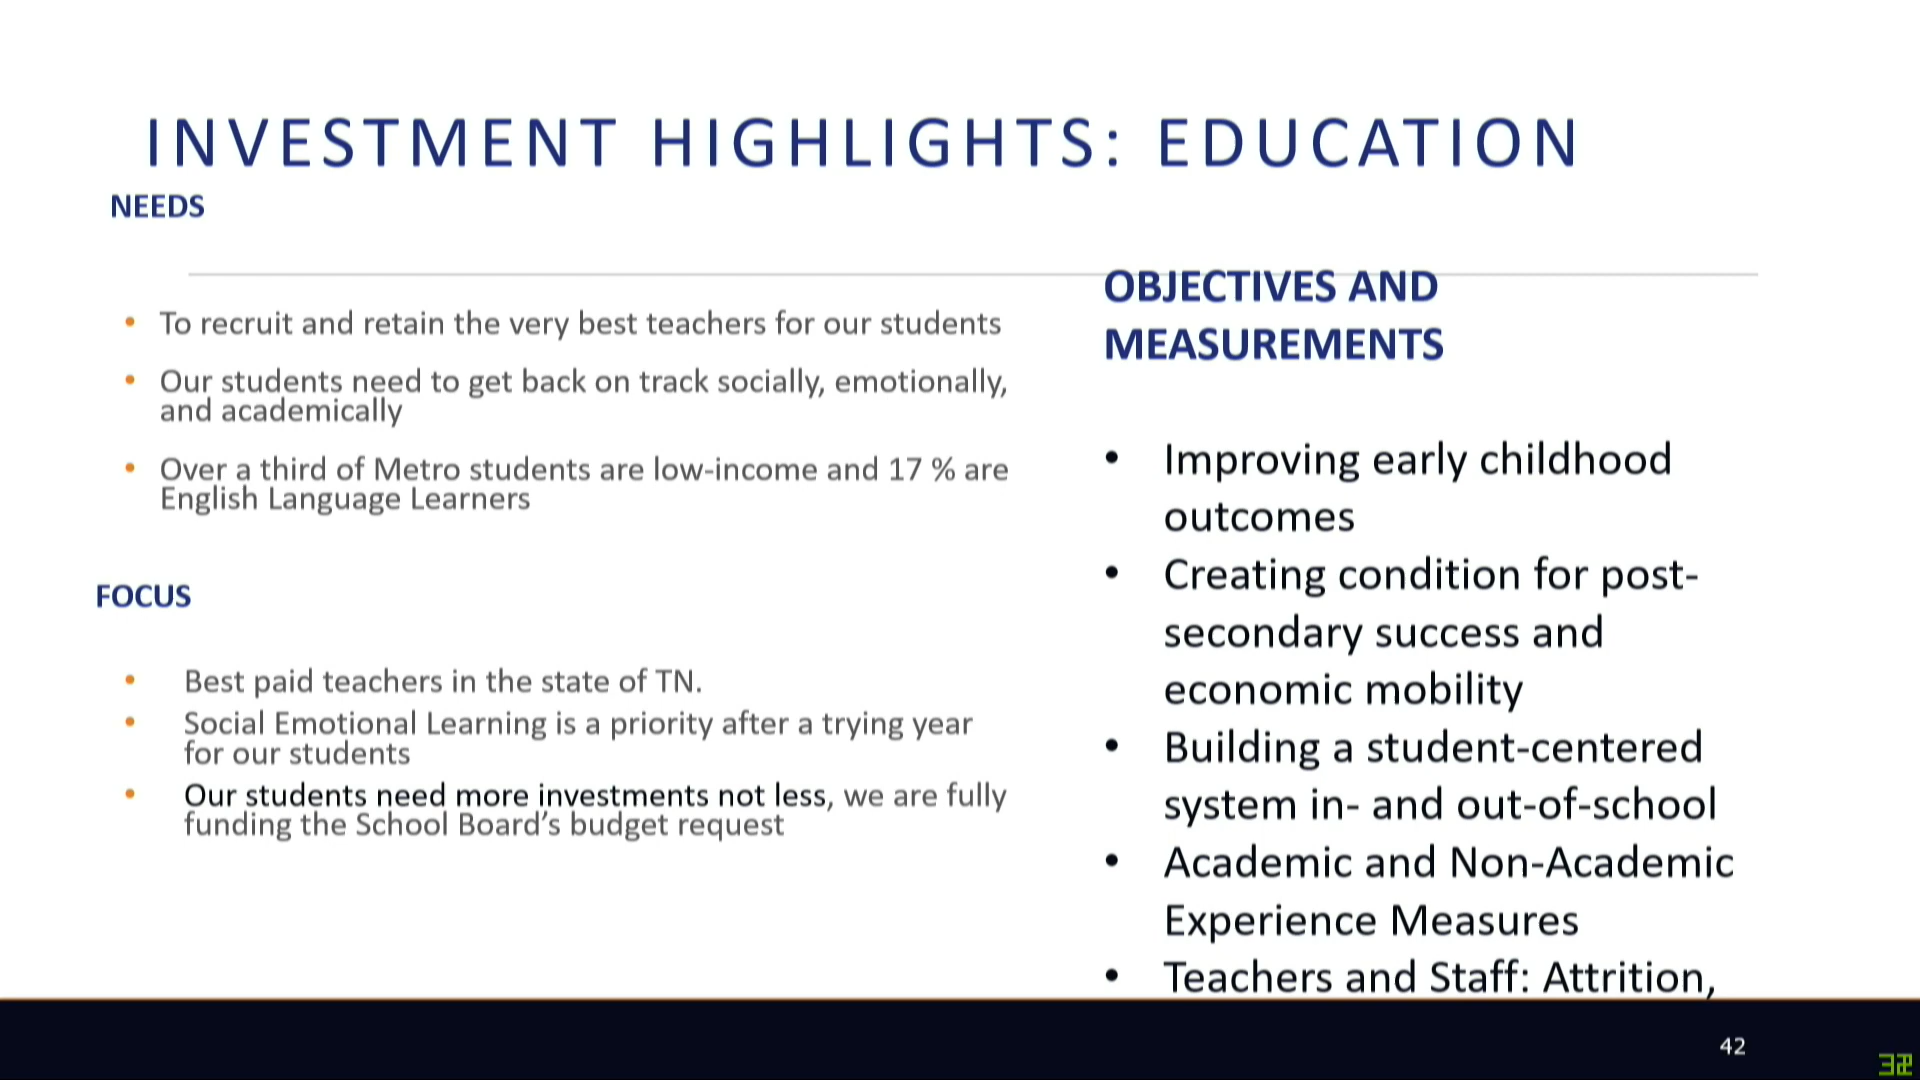 INVESTMENT HIGHLIGHTS: EDUCATION
NEEDS
• To recruit and retain the very best teachers for our students
• Our students need to get back on track socially, emotionally,
and academically
• Over a third of Metro students are low-income and 17 % are
English Language Learners
FOCUS
• Best paid teachers in the state of TN.
• Social Emotional Learning is a priority after a trying year
for our students
• Our students need more investments not less, we are fully
funding the School Board’s budget request
OBJECTIVES AND
MEASUREMENTS
• Improving early childhood
outcomes
• Creating condition for post-
secondary success and
economic mobility
• Building a student-centered
system in- and out-of-school
• Academic and Non-Academic
Experience Measures
• Teachers and Staff: Attrition,
42